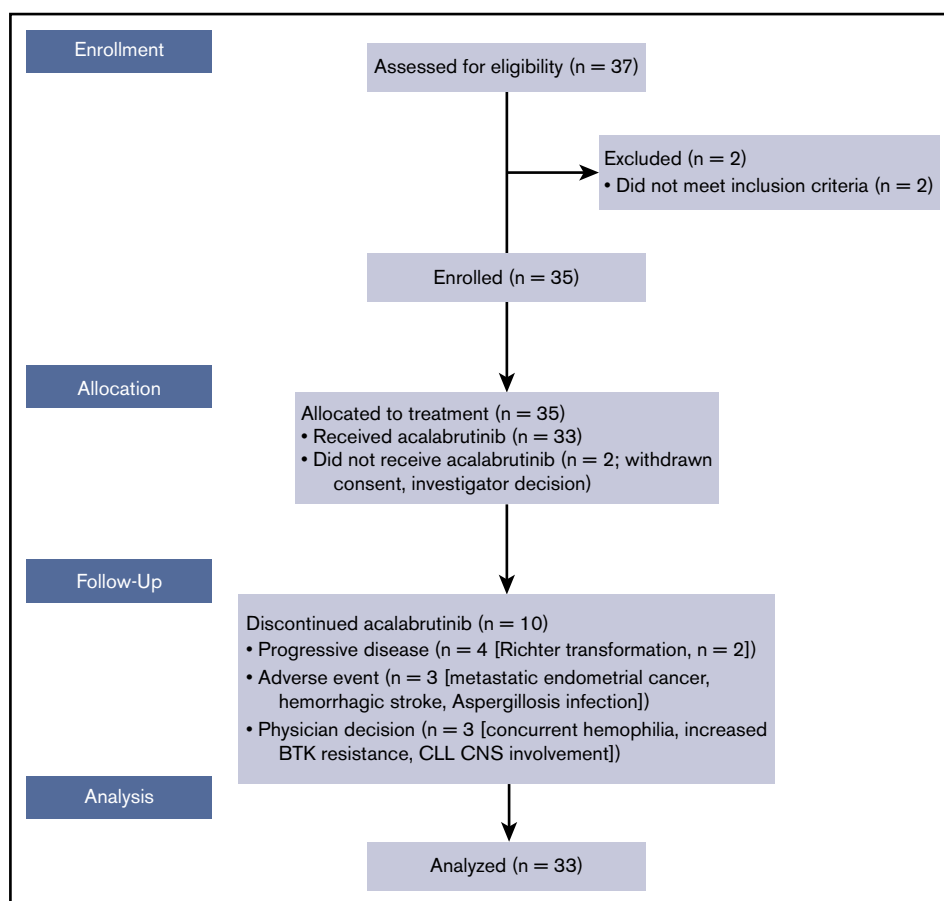 Enrollment
Assessed for eligibility (n = 37)
Excluded (n = 2)
• Did not meet inclusion criteria (n = 2)
Enrolled (n = 35)
Allocation
Allocated to treatment (n = 35)
• Received acalabrutinib (n = 33)
• Did not receive acalabrutinib (n = 2; withdrawn
consent, investigator decision)
Follow-Up
Discontinued acalabrutinib (n = 10)
• Progressive disease (n = 4 [Richter transformation, n = 2])
• Adverse event (n = 3 [metastatic endometrial cancer,
hemorrhagic stroke, Aspergillosis infection])
• Physician decision (n = 3 [concurrent hemophilia, increased
BTK resistance, CLL CNS involvement])
Analysis
Analyzed (n = 33)